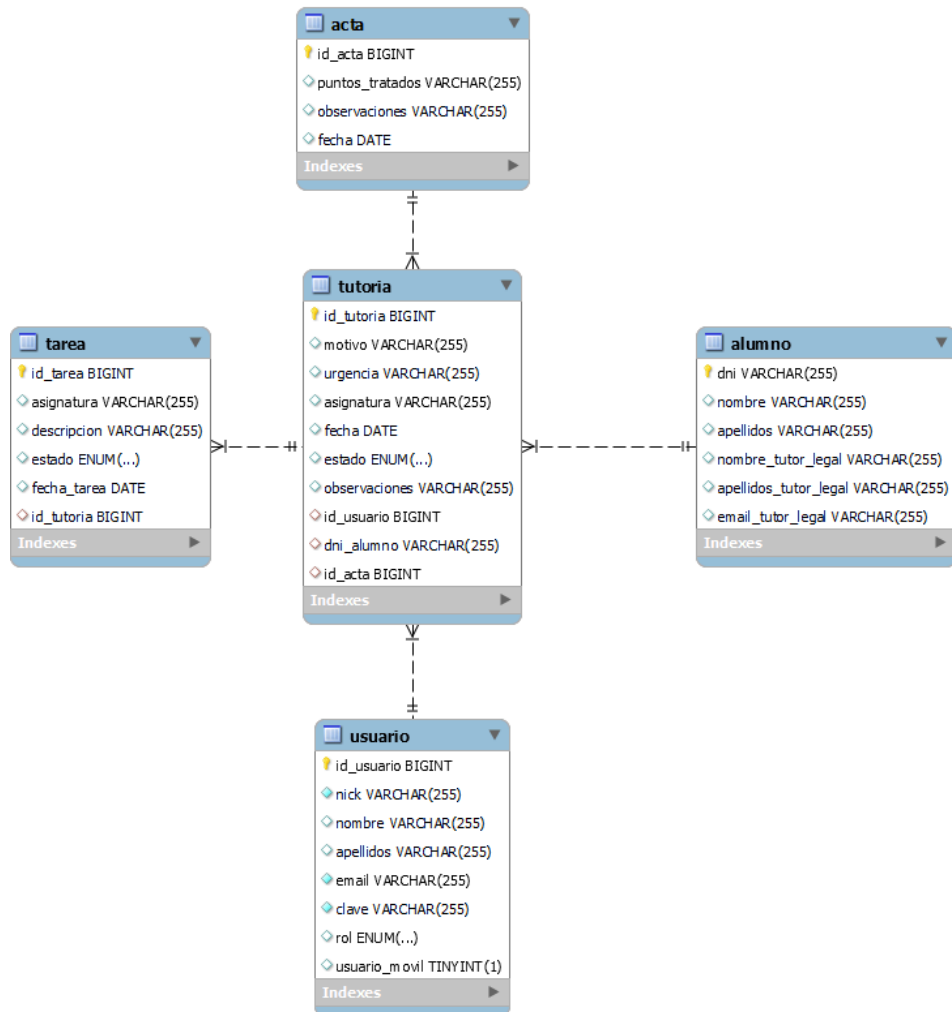 acta
id_acta BIGINT
puntos_tratados VARCHAR(255)
observaciones VARCHAR(255)
fecha DATE
Indexes
tutoria
id_tutoria BIGINT
motivo VARCHAR(255)
urgencia VARCHAR(255)
asignatura VARCHAR(255)
fecha DATE
estado ENUM(...)
observaciones VARCHAR(255)
id_usuario BIGINT
dni_alumno VARCHAR(255)
id_acta BIGINT
Indexes
tarea
id_tarea BIGINT
asignatura VARCHAR(255)
descripcion VARCHAR(255)
estado ENUM(...)
fecha_tarea DATE
id_tutoria BIGINT
Indexes
alumno
dni VARCHAR(255)
nombre VARCHAR(255)
apellidos VARCHAR(255)
nombre_tutor_legal VARCHAR(255)
apellidos_tutor_legal VARCHAR(255)
email_tutor_legal VARCHAR(255)
Indexes
usuario
id_usuario BIGINT
nick VARCHAR(255)
nombre VARCHAR(255)
apellidos VARCHAR(255)
email VARCHAR(255)
clave VARCHAR(255)
rol ENUM(...)
usuario_movil TINYINT(1)
Indexes